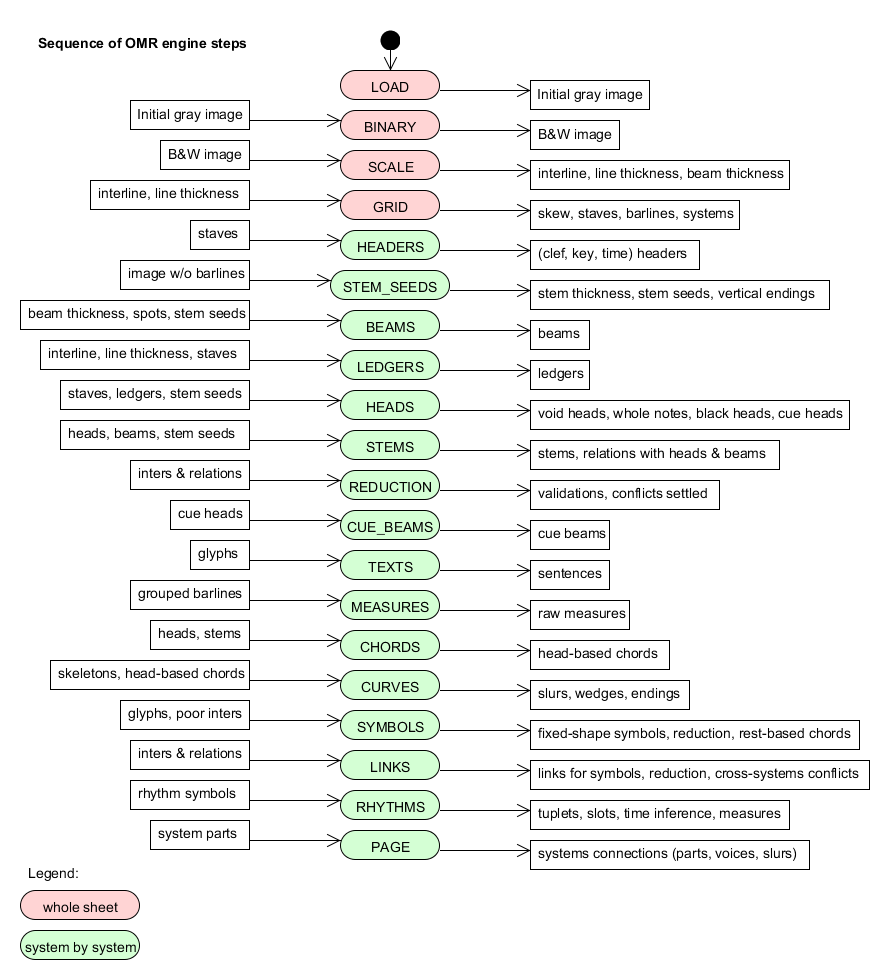 Sequence of OMR engine steps
LOAD
Initial gray image
Initial gray image
BINARY
B&W image
B&W image
SCALE
interline, line thickness, beam thickness
interline, line thickness
GRID
skew, staves, barlines, systems
staves
HEADERS
(clef, key, time) headers
image w/o barlines
STEM_SEEDS
stem thickness, stem seeds, vertical endings
beam thickness, spots, stem seeds
BEAMS
beams
interline, line thickness, staves
LEDGERS
ledgers
staves, ledgers, stem seeds
HEADS
void heads, whole notes, black heads, cue heads
heads, beams, stem seeds
STEMS
stems, relations with heads & beams
inters & relations
REDUCTION
validations, conflicts settled
cue heads
CUE_BEAMS
cue beams
glyphs
TEXTS
sentences
grouped barlines
MEASURES
raw measures
heads, stems
CHORDS
head-based chords
skeletons, head-based chords
CURVES
slurs, wedges, endings
glyphs, poor inters
SYMBOLS
fixed-shape symbols, reduction, rest-based chords
inters & relations
LINKS
links for symbols, reduction, cross-systems conflicts
rhythm symbols
RHYTHMS
tuplets, slots, time inference, measures
system parts
PAGE
systems connections (parts, voices, slurs)
Legend:
whole sheet
system by system